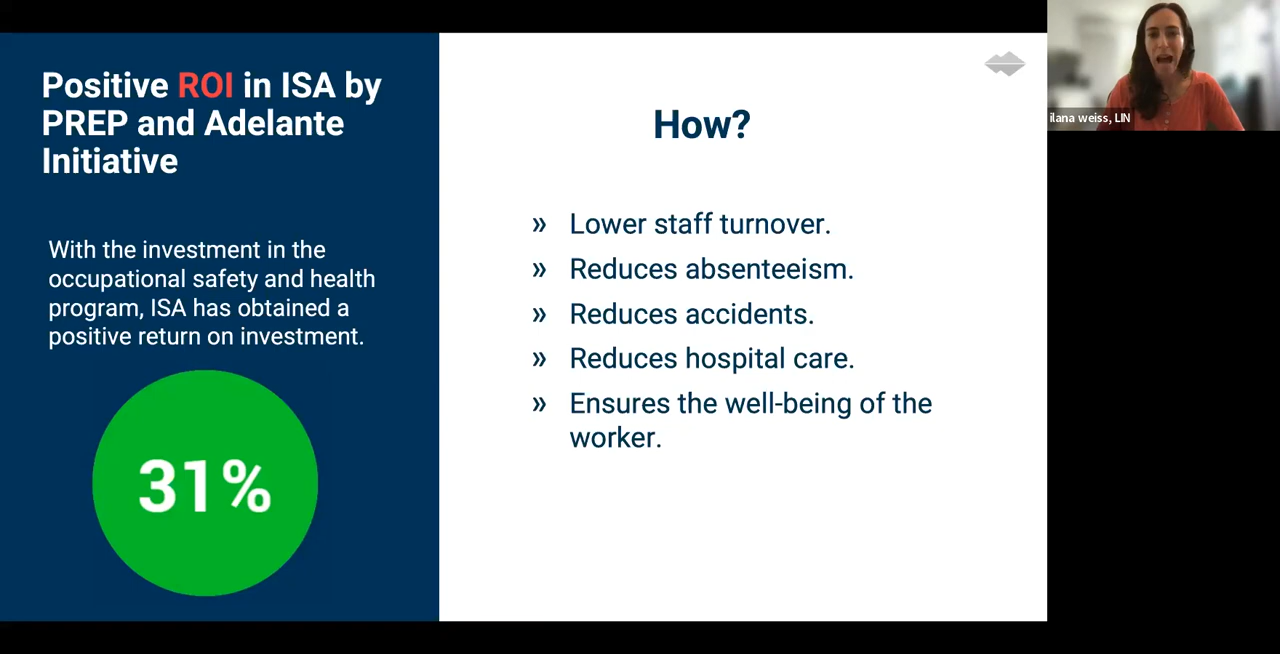 Positive ROI in ISA by
PREP and Adelante
Initiative
With the investment in the
occupational safety and health
program, ISA has obtained a
positive return on investment.
31%
How?
» Lower staff turnover.
» Reduces absenteeism.
» Reduces accidents.
» Reduces hospital care.
» Ensures the well-being of the
worker.
ilana weiss, LIN